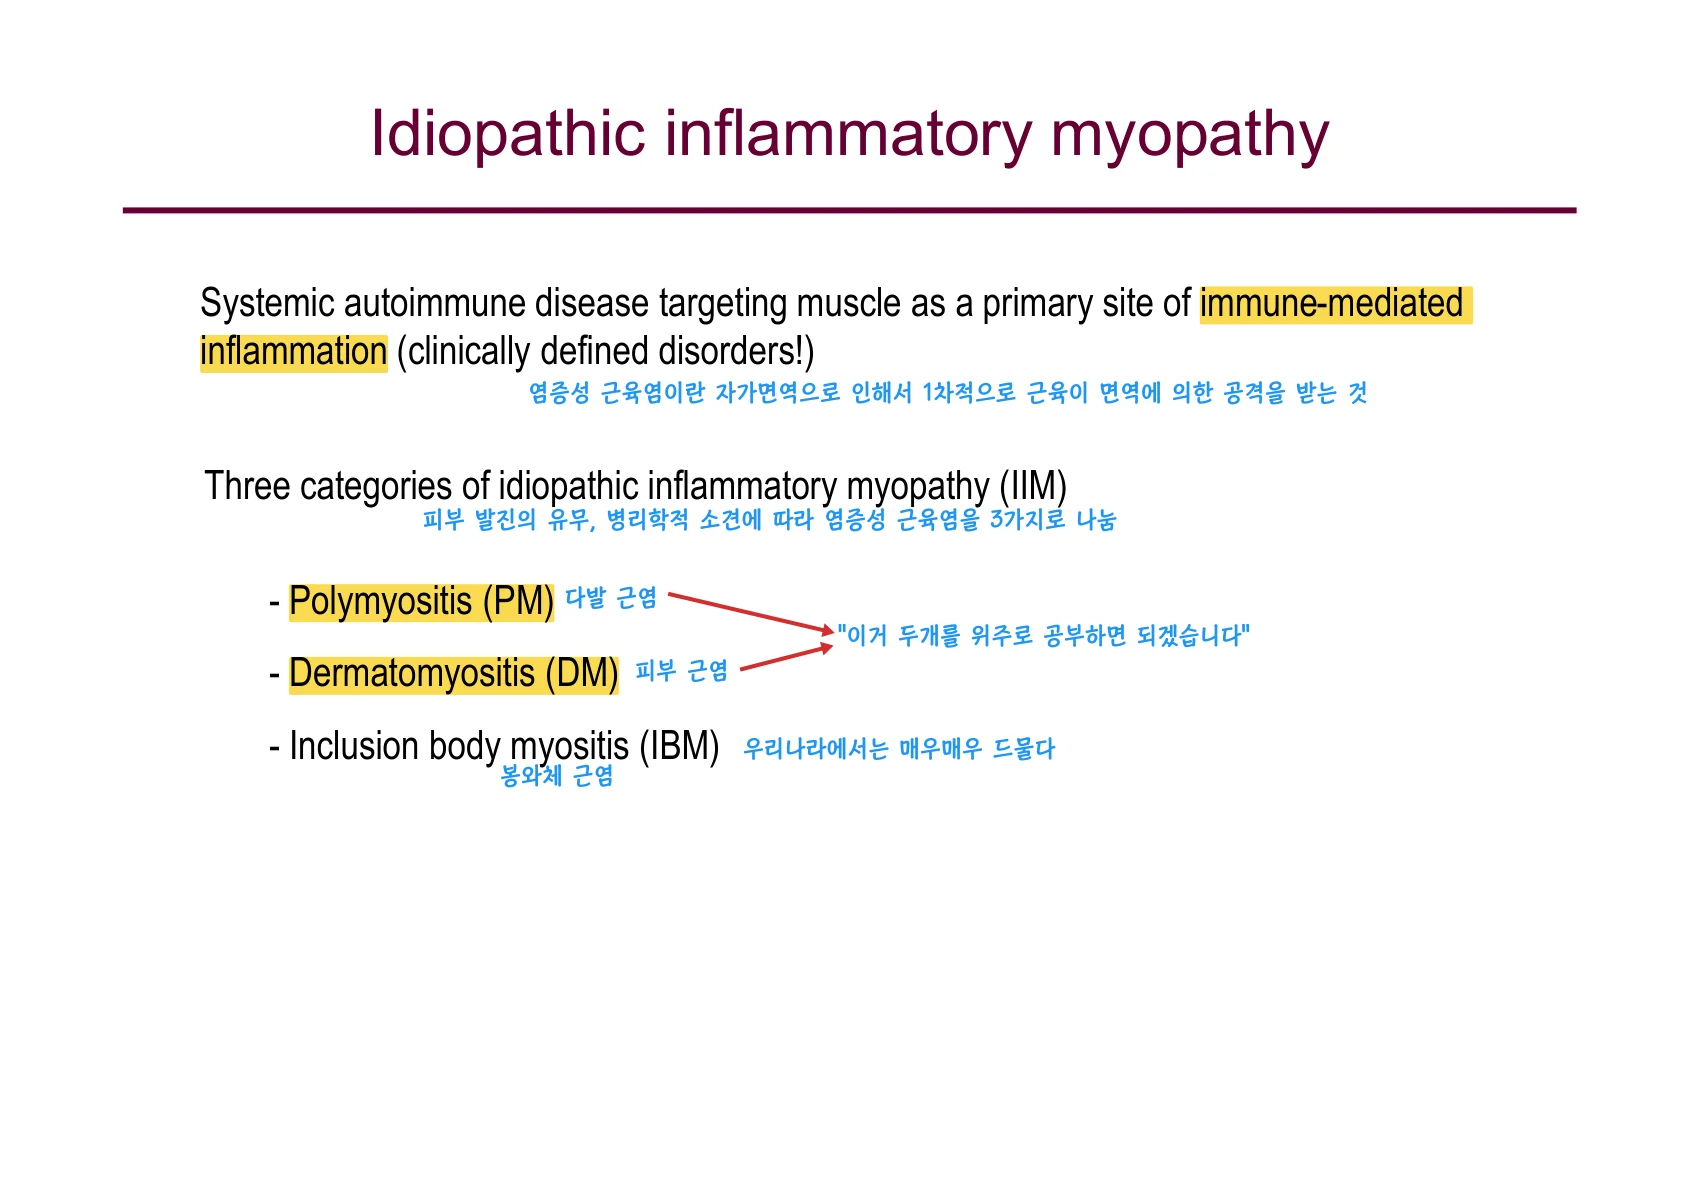 Idiopathic inflammatory myopathy
Systemic autoimmune disease targeting muscle as a primary site of immune-mediated
inflammation (clinically defined disorders!)
염증성 근육염이란 자가면역으로 인해서 1차적으로 근육이 면역에 의한 공격을 받는 것
Three categories of idiopathic inflammatory myopathy (IIM)
피부 발진의 유무, 병리학적 소견에 따라 염증성 근육염을 3가지로 나눔
- Polymyositis (PM) 다발 근염
"이거 두개를 위주로 공부하면 되겠습니다"
- Dermatomyositis (DM) 피부 근염
- Inclusion body myositis (IBM) 우리나라에서는 매우매우 드물다
봉와체 근염